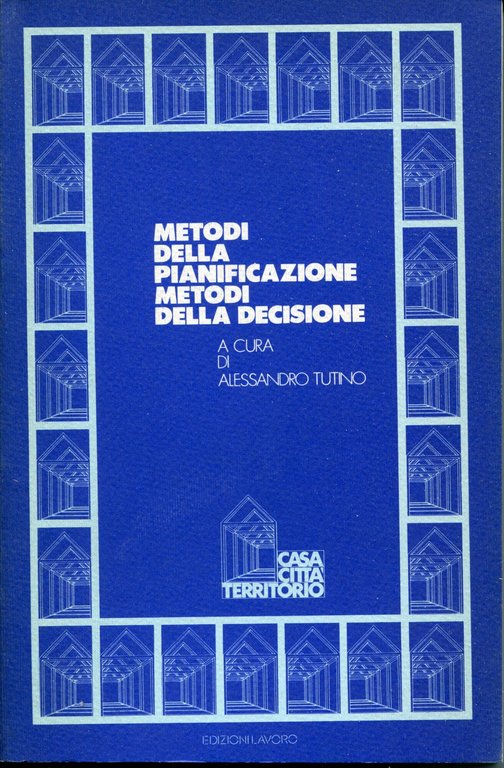 METODI
DELLA
PIANIFICAZIONE
METODI
DELLA DECISIONE
A CURA
DI
ALESSANDRO TUTINO
CASA
CITTÀ
TERRITORIO
EDIZIONI LAVORO